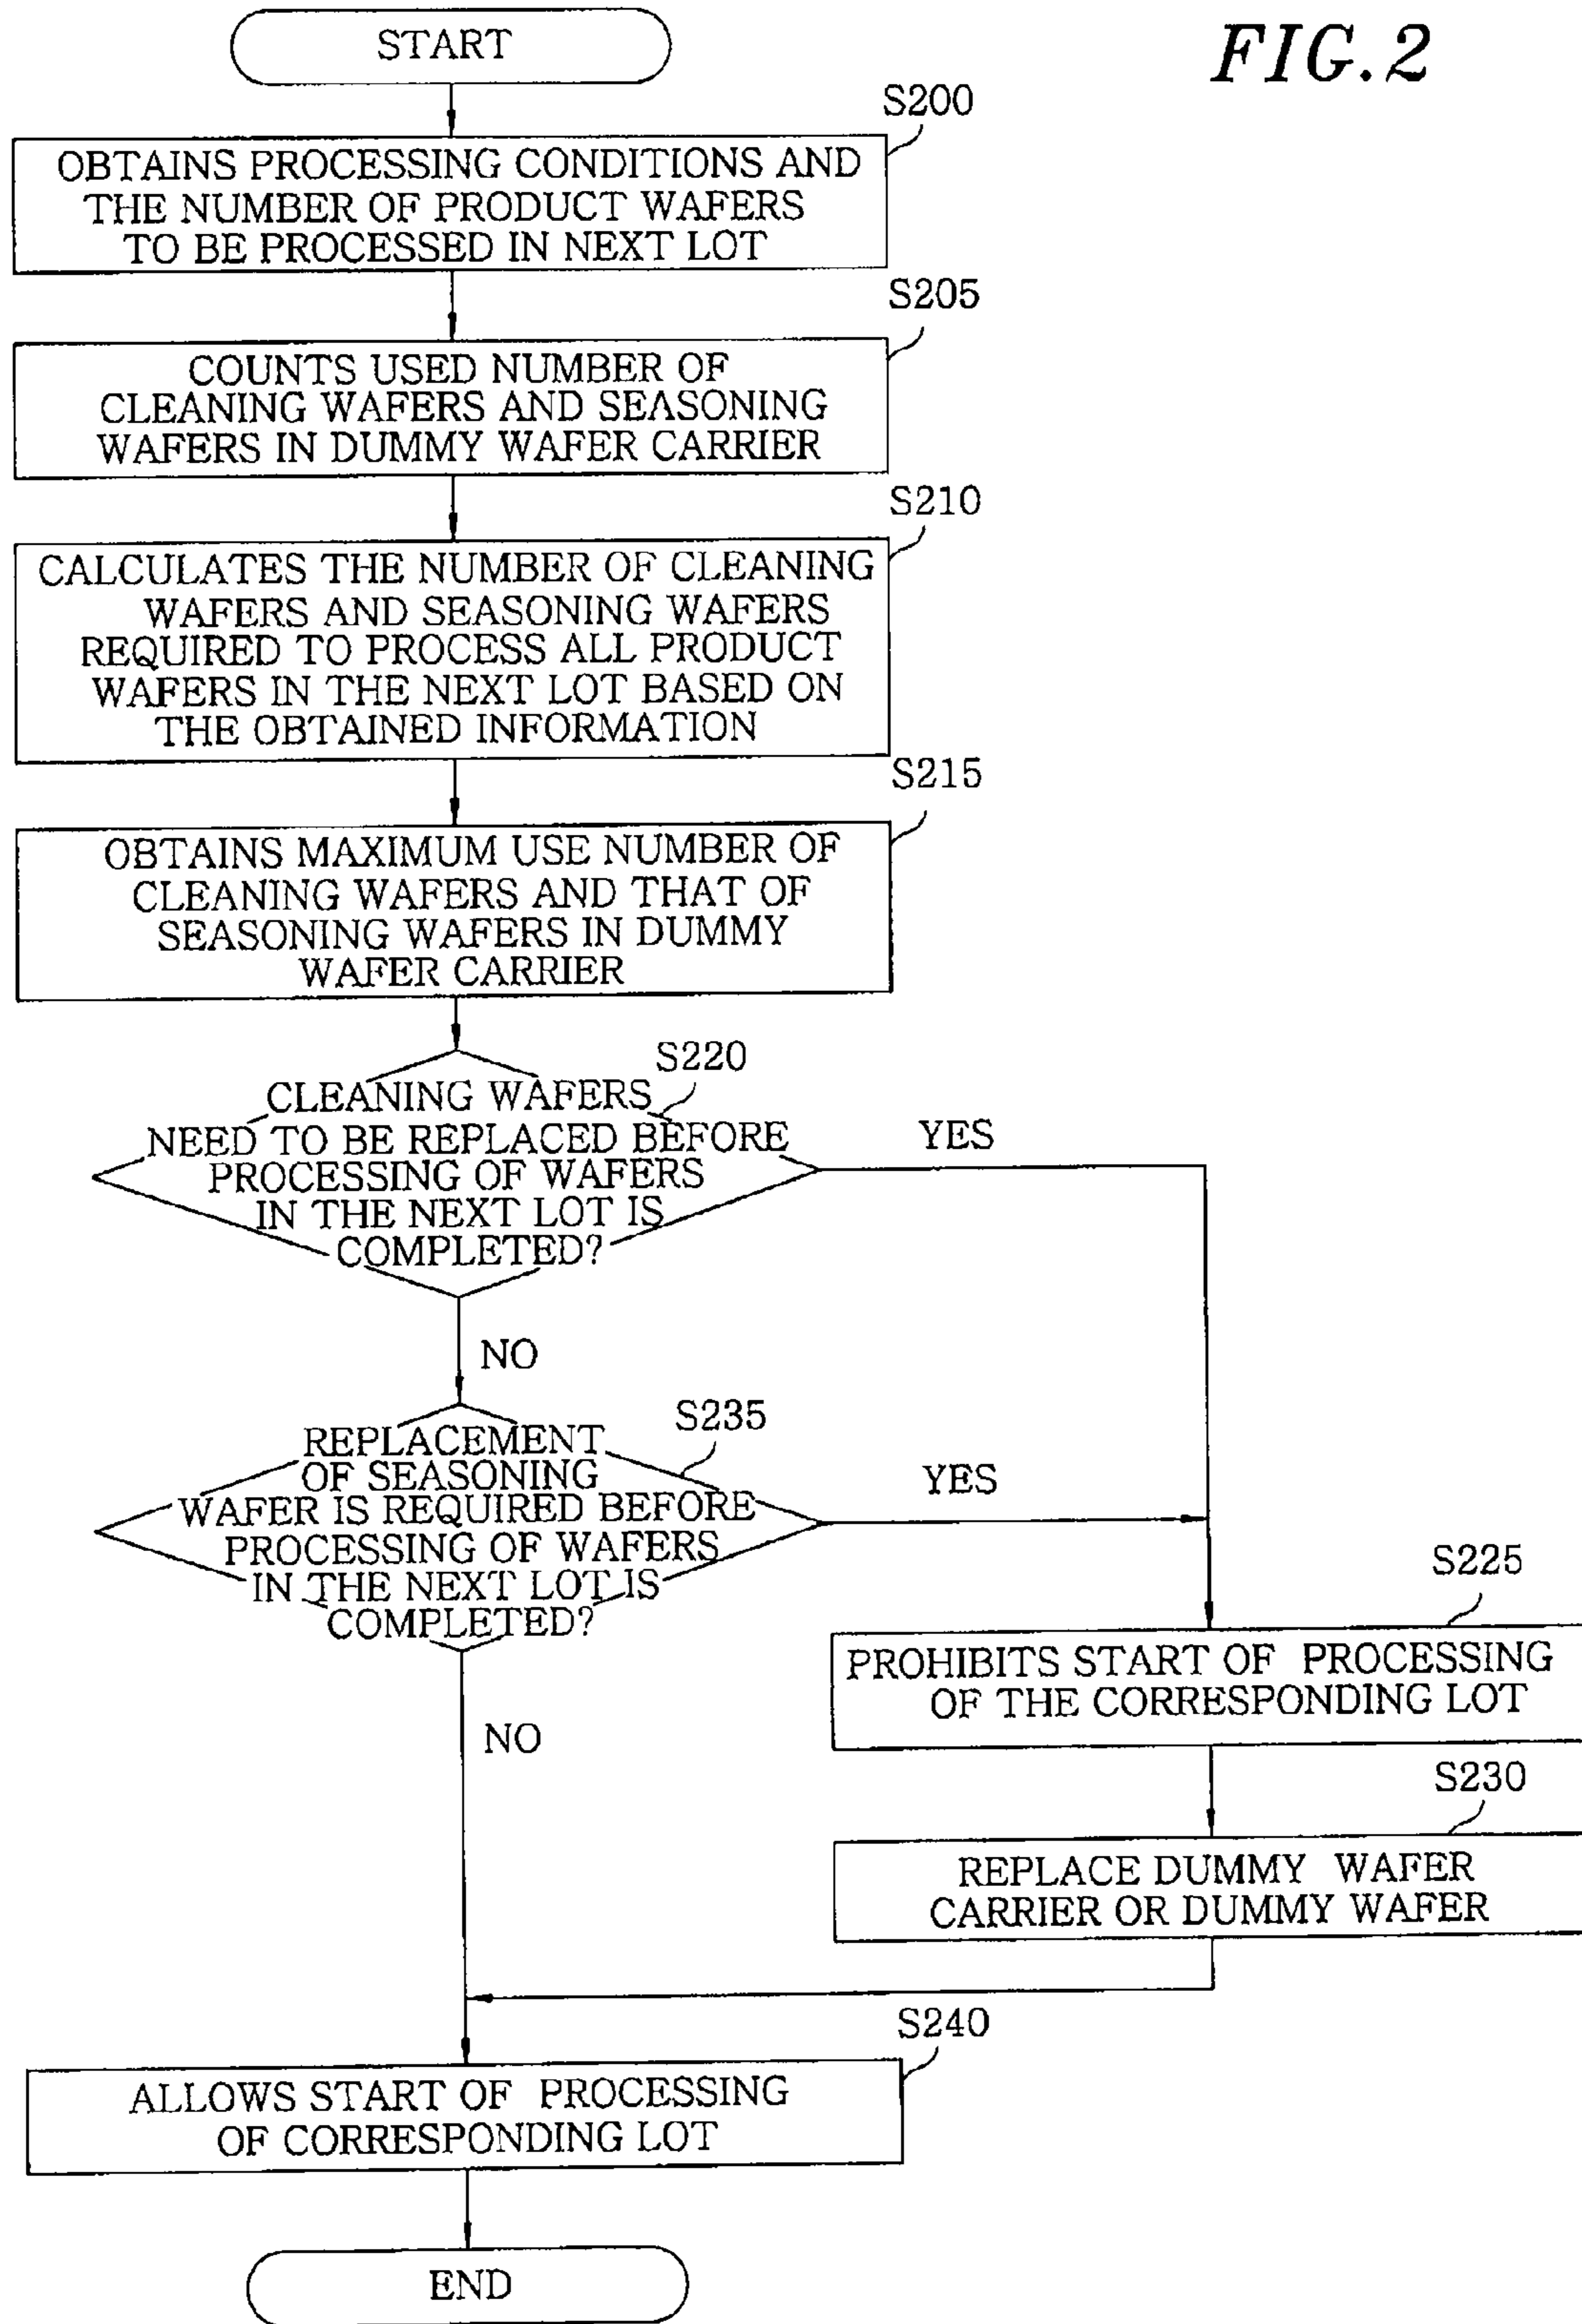 START
FIG.2
S200
OBTAINS PROCESSING CONDITIONS AND
THE NUMBER OF PRODUCT WAFERS
TO BE PROCESSED IN NEXT LOT
S205
COUNTS USED NUMBER OF
CLEANING WAFERS AND SEASONING
WAFERS IN DUMMY WAFER CARRIER
S210
CALCULATES THE NUMBER OF CLEANING
WAFERS AND SEASONING WAFERS
REQUIRED TO PROCESS ALL PRODUCT
WAFERS IN THE NEXT LOT BASED ON
THE OBTAINED INFORMATION
S215
OBTAINS MAXIMUM USE NUMBER OF
CLEANING WAFERS AND THAT OF
SEASONING WAFERS IN DUMMY
WAFER CARRIER
S220
CLEANING WAFERS
NEED TO BE REPLACED BEFORE
PROCESSING OF WAFERS
IN THE NEXT LOT IS
COMPLETED?
YES
NO
S235
REPLACEMENT
OF SEASONING
WAFER IS REQUIRED BEFORE
PROCESSING OF WAFERS
IN THE NEXT LOT IS
COMPLETED?
YES
NO
S225
PROHIBITS START OF PROCESSING
OF THE CORRESPONDING LOT
S230
REPLACE DUMMY WAFER
CARRIER OR DUMMY WAFER
S240
ALLOWS START OF PROCESSING
OF CORRESPONDING LOT
END